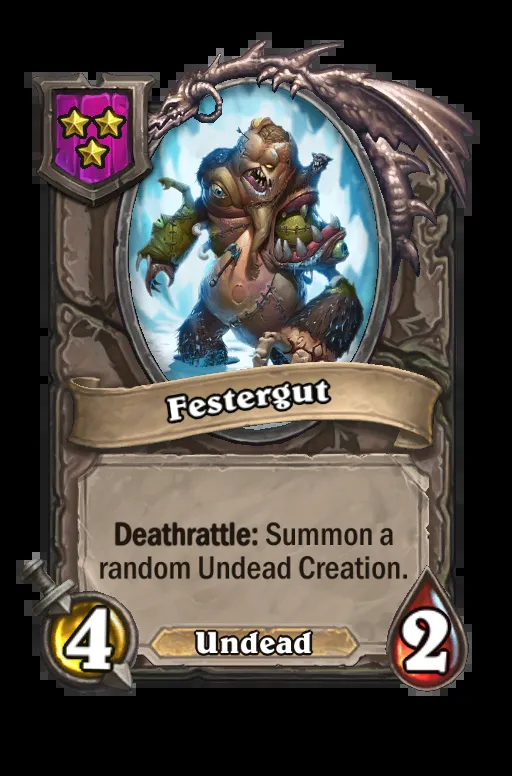 Festergut
Deathrattle: Summon a
random Undead Creation.
4
Undead
2